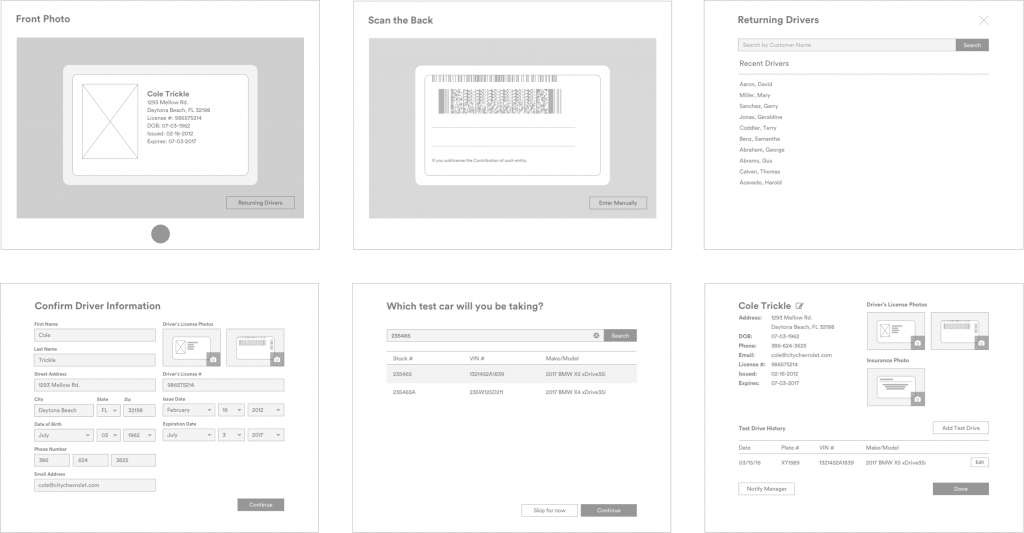 Front Photo
Cole Trickle
1293 Mellow Rd.
Daytona Beach, FL 32198
License #: 986575214
DOB: 07-03-1962
Issued: 02-16-2012
Expires: 07-03-2017
Returning Drivers
Scan the Back
If you sublicense the Contribution of such entity.
Enter Manually
Returning Drivers
Search by Customer Name
Search
Recent Drivers
Aaron, David
Miller, Mary
Sanchez, Gerry
Jones, Geraldine
Coddler, Terry
Benz, Samantha
Abraham, George
Abrams, Gus
Calven, Thomas
Acevedo, Harold
Confirm Driver Information
First Name
Cole
Last Name
Trickle
Street Address
1293 Mellow Rd.
City State Zip
Daytona Beach FL 32198
Date of Birth
July 03 1962
Phone Number
386 624 3625
Email Address
cole@citychevrolet.com
Driver's License Photos
Driver's License #
986575214
Issue Date
February 16 2012
Expiration Date
July 3 2017
Continue
Which test car will you be taking?
235465 Search
Stock # VIN # Make/Model
235465 1321452A1839 2017 BMW X5 xDrive35i
235465A 235W125D211 2017 BMW X4 xDrive35i
Skip for now Continue
Cole Trickle
Address: 1293 Mellow Rd.
Daytona Beach, FL 32198
DOB: 07-03-1962
Phone: 386-624-3625
Email: cole@citychevrolet.com
License #: 986575214
Issued: 02-16-2012
Expires: 07-03-2017
Driver's License Photos
Insurance Photo
Test Drive History Add Test Drive
Date Plate # VIN # Make/Model
03/16/16 XY1989 1321452A1839 2017 BMW X5 xDrive35i Edit
Notify Manager Done